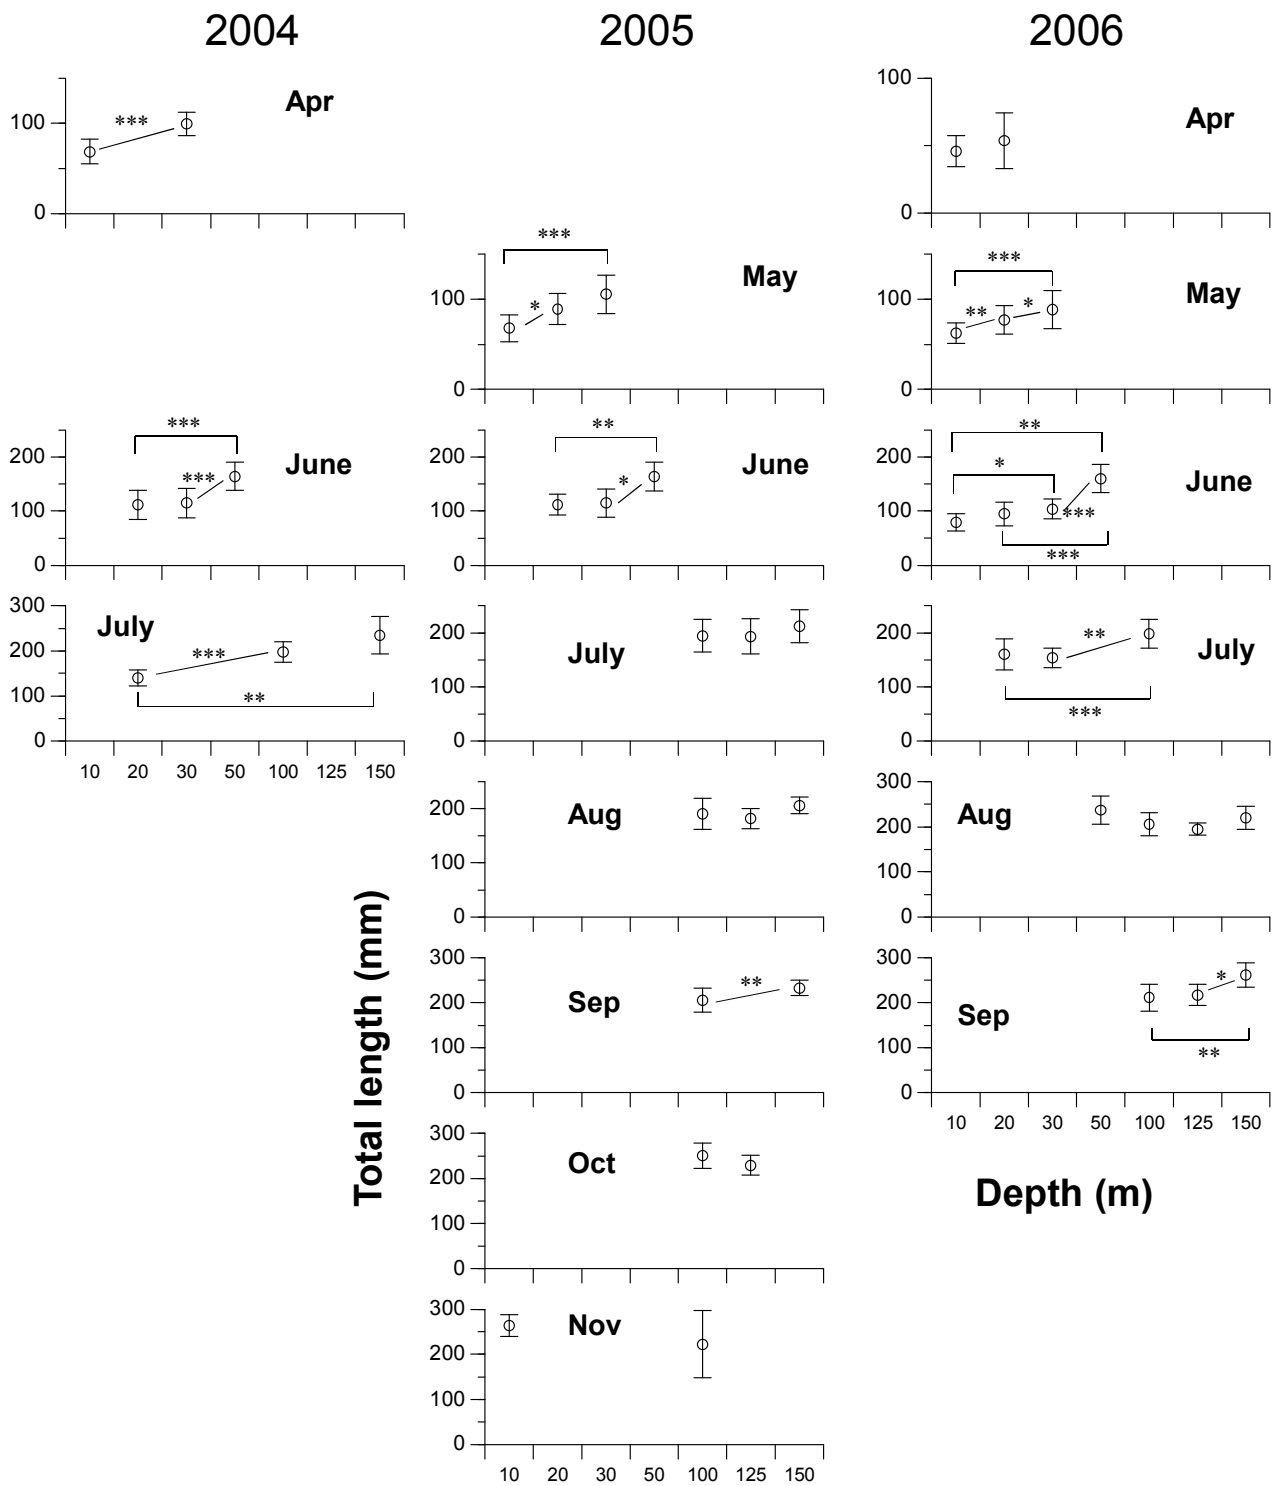 2004 2005 2006
*** Apr
100
0
100 Apr
0
*** * May
100
0
*** ** * May
100
0
*** *** June
200
100
0
** * June
200
100
0
** * *** *** June
200
100
0
July *** **
300
200
100
0
10 20 30 50 100 125 150
July
200
100
0
** *** July
200
100
0
Aug
200
100
0
Aug
300
200
100
0
Sep **
300
200
100
0
Sep * **
300
200
100
0
10 20 30 50 100 125 150
Oct
300
200
100
0
Nov
300
200
100
0
10 20 30 50 100 125 150
Total length (mm)
Depth (m)